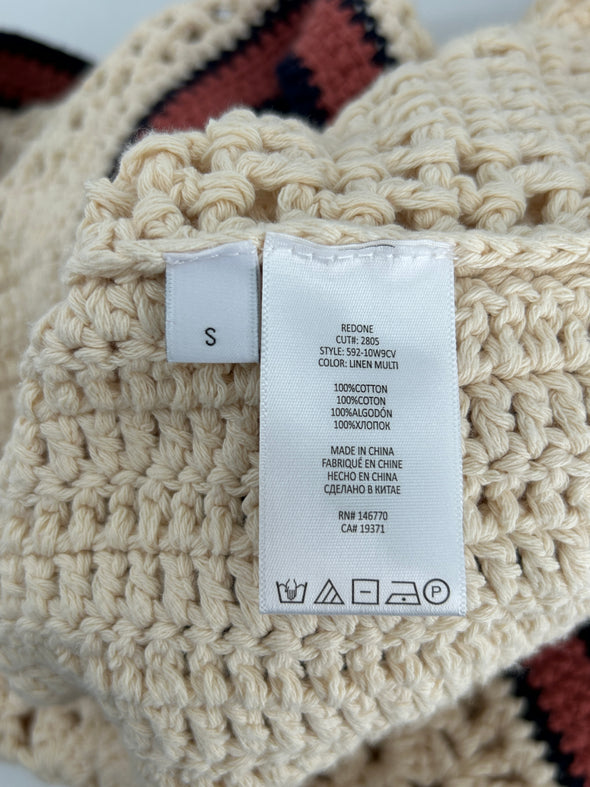 S
REDONE
CUT#: 2805
STYLE: 592-10W9CV
COLOR: LINEN MULTI
100%COTTON
100%COTON
100%ALGODÓN
100%ХЛОПОК
MADE IN CHINA
FABRIQUÉ EN CHINE
HECHO EN CHINA
СДЕЛАНО В КИТАЕ
RN# 146770
CA# 19371
P